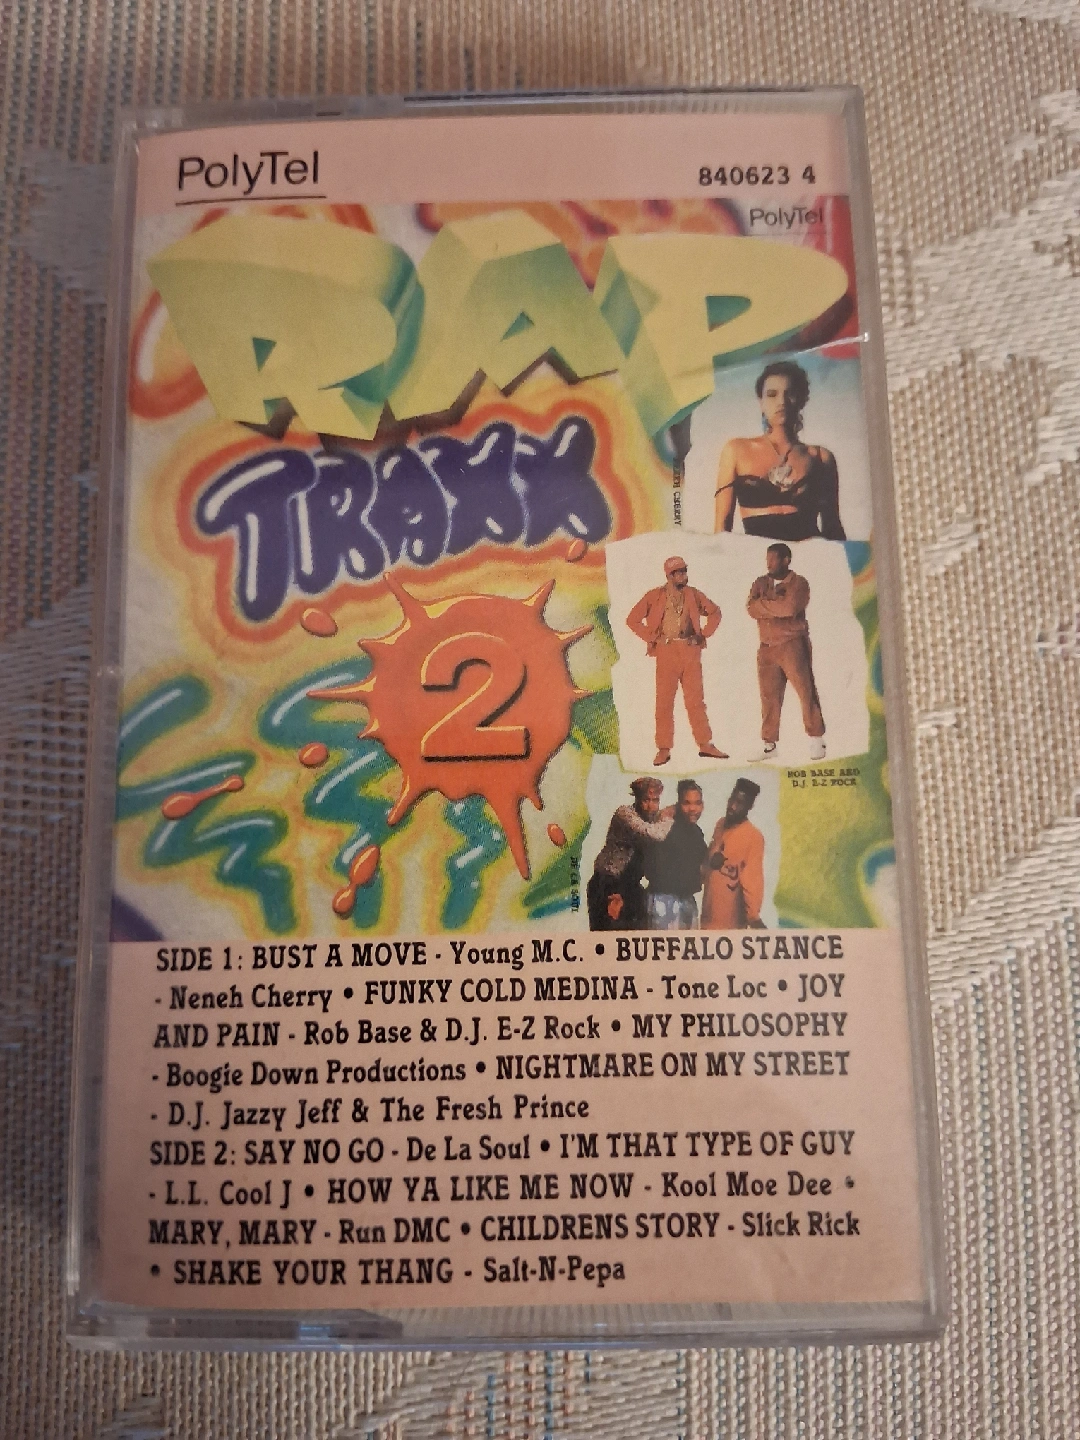 PolyTel
840623 4
PolyTel
RAP
TRAXX
2
ROB BASE AND
D.J. E-Z ROCK
SIDE 1: BUST A MOVE - Young M.C. • BUFFALO STANCE
- Neneh Cherry • FUNKY COLD MEDINA - Tone Loc • JOY
AND PAIN - Rob Base & D.J. E-Z Rock • MY PHILOSOPHY
- Boogie Down Productions • NIGHTMARE ON MY STREET
- D.J. Jazzy Jeff & The Fresh Prince
SIDE 2: SAY NO GO - De La Soul • I'M THAT TYPE OF GUY
- L.L. Cool J • HOW YA LIKE ME NOW - Kool Moe Dee •
MARY, MARY - Run DMC • CHILDRENS STORY - Slick Rick
• SHAKE YOUR THANG - Salt-N-Pepa